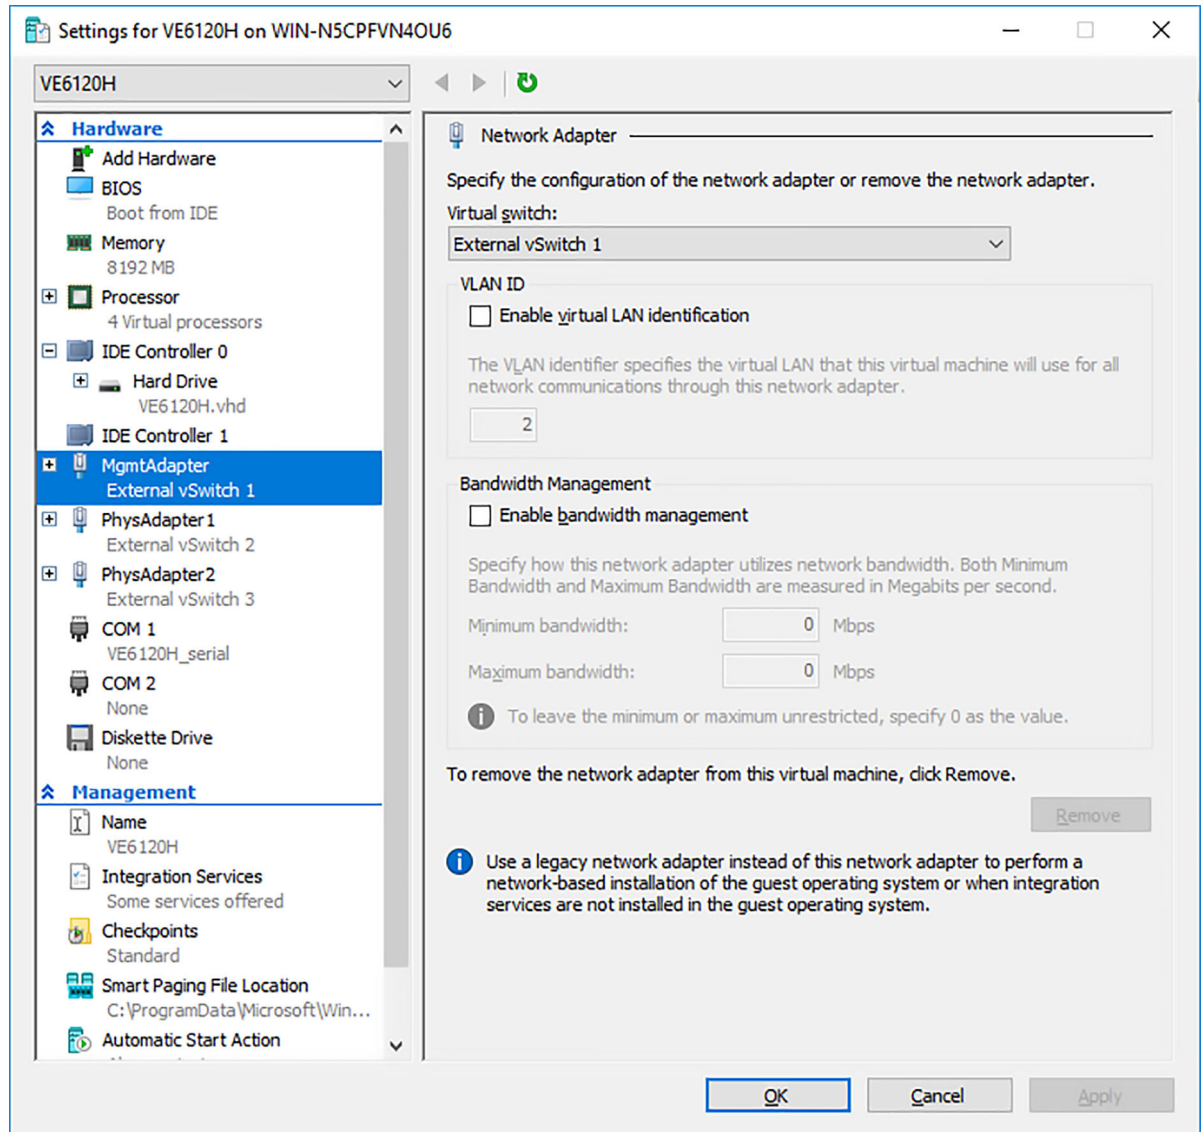 Settings for VE6120H on WIN-N5CPFVN4OU6
VE6120H
Hardware
Add Hardware
BIOS
Boot from IDE
Memory
8192 MB
Processor
4 Virtual processors
IDE Controller 0
Hard Drive
VE6120H.vhd
IDE Controller 1
MgmtAdapter
External vSwitch 1
PhysAdapter1
External vSwitch 2
PhysAdapter2
External vSwitch 3
COM 1
VE6120H_serial
COM 2
None
Diskette Drive
None
Management
Name
VE6120H
Integration Services
Some services offered
Checkpoints
Standard
Smart Paging File Location
C:\ProgramData\Microsoft\Win...
Automatic Start Action
Network Adapter
Specify the configuration of the network adapter or remove the network adapter.
Virtual switch:
External vSwitch 1
VLAN ID
Enable virtual LAN identification
The VLAN identifier specifies the virtual LAN that this virtual machine will use for all
network communications through this network adapter.
2
Bandwidth Management
Enable bandwidth management
Specify how this network adapter utilizes network bandwidth. Both Minimum
Bandwidth and Maximum Bandwidth are measured in Megabits per second.
Minimum bandwidth: 0 Mbps
Maximum bandwidth: 0 Mbps
To leave the minimum or maximum unrestricted, specify 0 as the value.
To remove the network adapter from this virtual machine, click Remove.
Remove
Use a legacy network adapter instead of this network adapter to perform a
network-based installation of the guest operating system or when integration
services are not installed in the guest operating system.
OK Cancel Apply